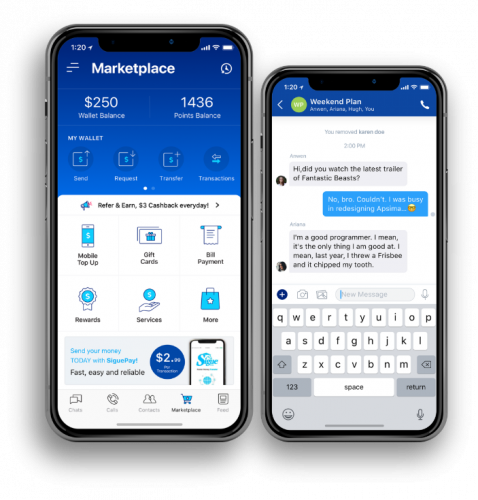 1:20
Marketplace
$250
Wallet Balance
1436
Points Balance
MY WALLET
Send
Request
Transfer
Transactions
Refer & Earn, $3 Cashback everyday!
Mobile
Top Up
Gift
Cards
Bill
Payment
Rewards
Services
More
Send your money
TODAY with SiguePay!
Fast, easy and reliable
$2.99
Per
Transaction
Sigue
Chats
Calls
Contacts
Marketplace
Feed
1:20
WP
Weekend Plan
Anwen, Ariana, Hugh, You
You removed karen doe
2:00 PM
Anwen
Hi,did you watch the latest trailer
of Fantastic Beasts?
No, bro. Couldn't. I was busy
in redesigning Apsima...
Ariana
I'm a good programmer. I mean,
it's the only thing I am good at. I
mean, last year, I threw a Frisbee
and it chipped my tooth.
New Message
q w e r t y u i o p
a s d f g h j k l
z x c v b n m
123
space
return